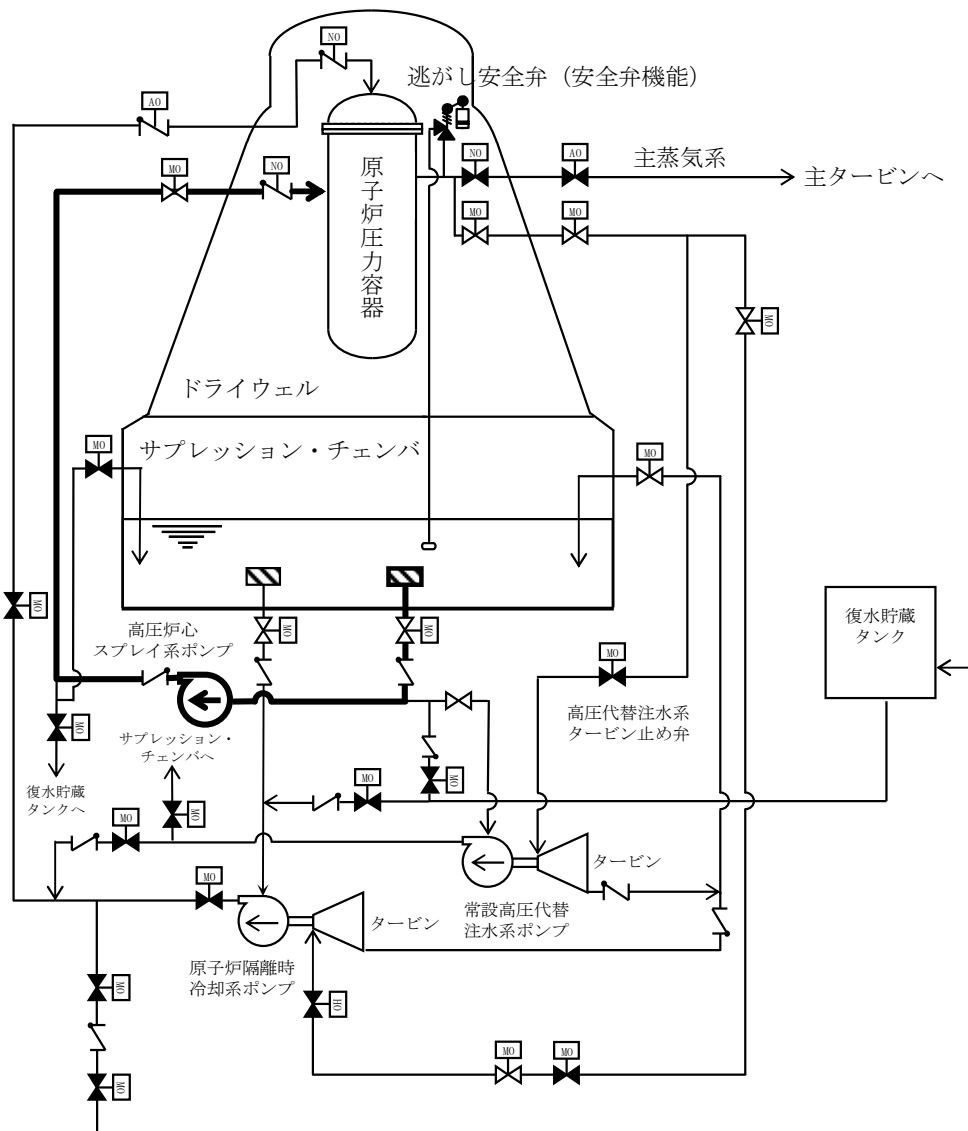 NO
逃がし安全弁（安全弁機能）
AO
NO
AO
主蒸気系
主タービンへ
MO
NO
原子炉圧力容器
MO
MO
MO
ドライウェル
サプレッション・チェンバ
MO
MO
MO
高圧炉心
スプレイ系ポンプ
MO
MO
復水貯蔵
タンク
MO
高圧代替注水系
タービン止め弁
MO
サプレッション・
チェンバへ
復水貯蔵
タンクへ
MO
MO
MO
MO
タービン
常設高圧代替
注水系ポンプ
MO
タービン
原子炉隔離時
冷却系ポンプ
MO
HO
MO
MO
MO